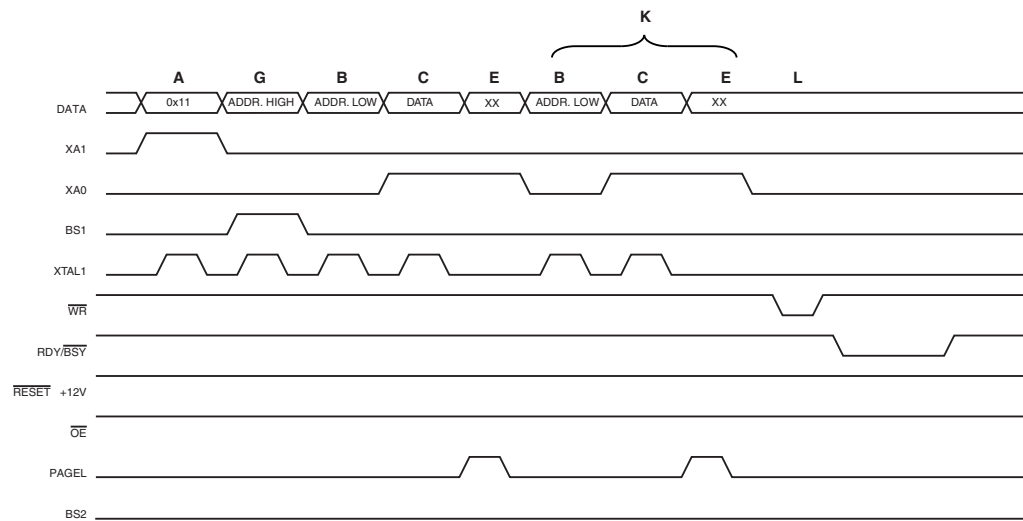 K
A G B C E B C E L
DATA 0x11 ADDR. HIGH ADDR. LOW DATA XX ADDR. LOW DATA XX
XA1
XA0
BS1
XTAL1
WR
RDY/BSY
RESET +12V
OE
PAGEL
BS2